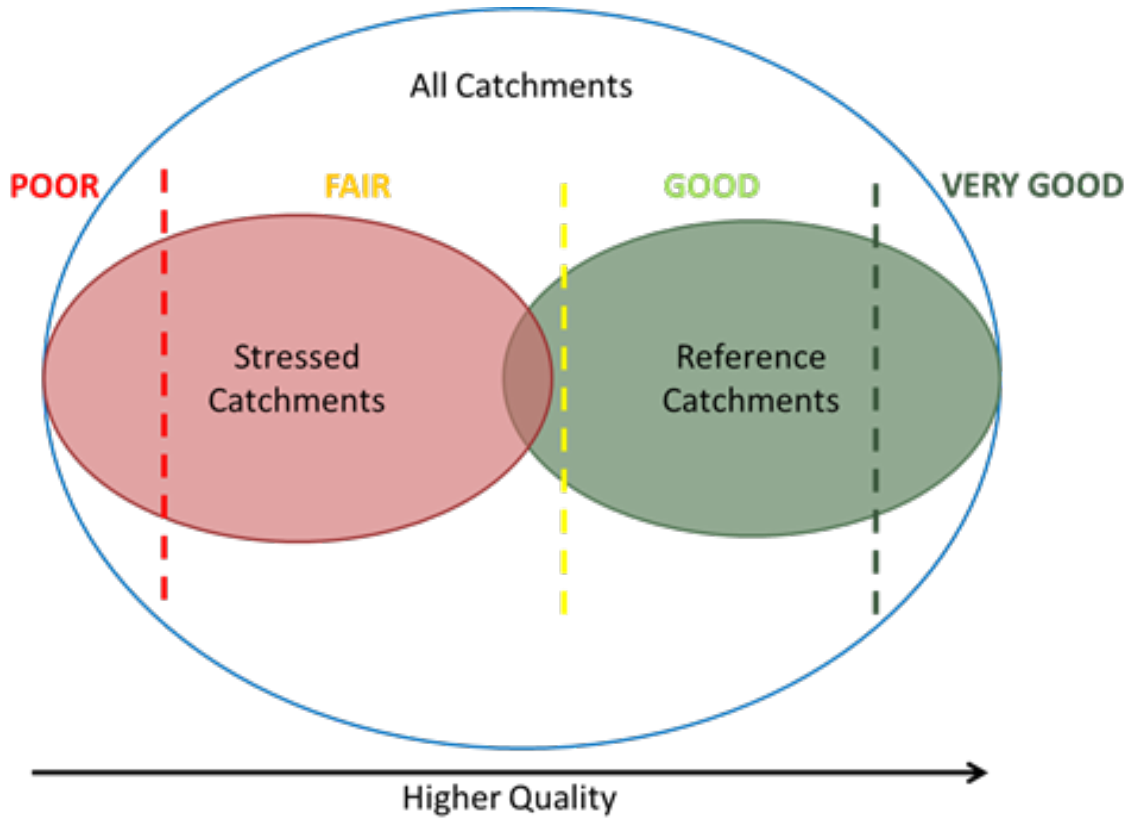 All Catchments
POOR
FAIR
GOOD
VERY GOOD
Stressed
Catchments
Reference
Catchments
Higher Quality